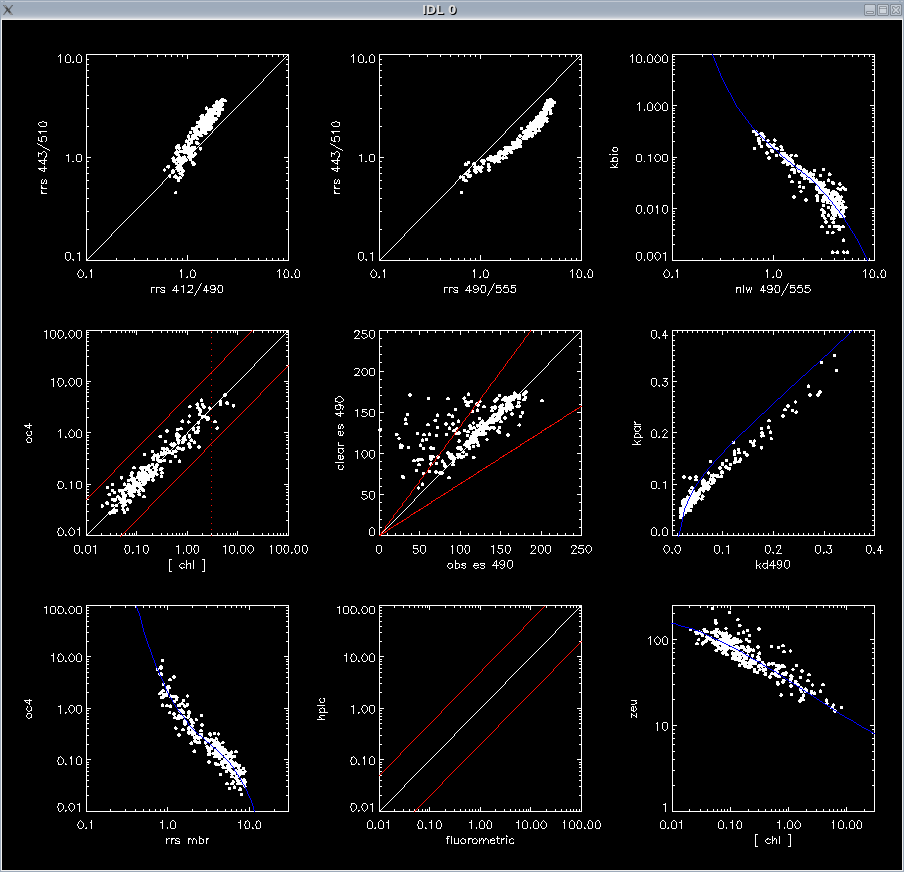 IDL 0
10.0
1.0
0.1
rrs 443/510
0.1 1.0 10.0
rrs 412/490
10.0
1.0
0.1
rrs 443/510
0.1 1.0 10.0
rrs 490/555
10.000
1.000
0.100
0.010
0.001
kbio
0.1 1.0 10.0
nlw 490/555
100.00
10.00
1.00
0.10
0.01
oc4
0.01 0.10 1.00 10.00 100.00
[ chl ]
250
200
150
100
50
0
clear es 490
0 50 100 150 200 250
obs es 490
0.4
0.3
0.2
0.1
0.0
kpar
0.0 0.1 0.2 0.3 0.4
kd490
100.00
10.00
1.00
0.10
0.01
oc4
0.1 1.0 10.0
rrs mbr
100.00
10.00
1.00
0.10
0.01
hplc
0.01 0.10 1.00 10.00 100.00
fluorometric
100
10
1
zeu
0.01 0.10 1.00 10.00
[ chl ]